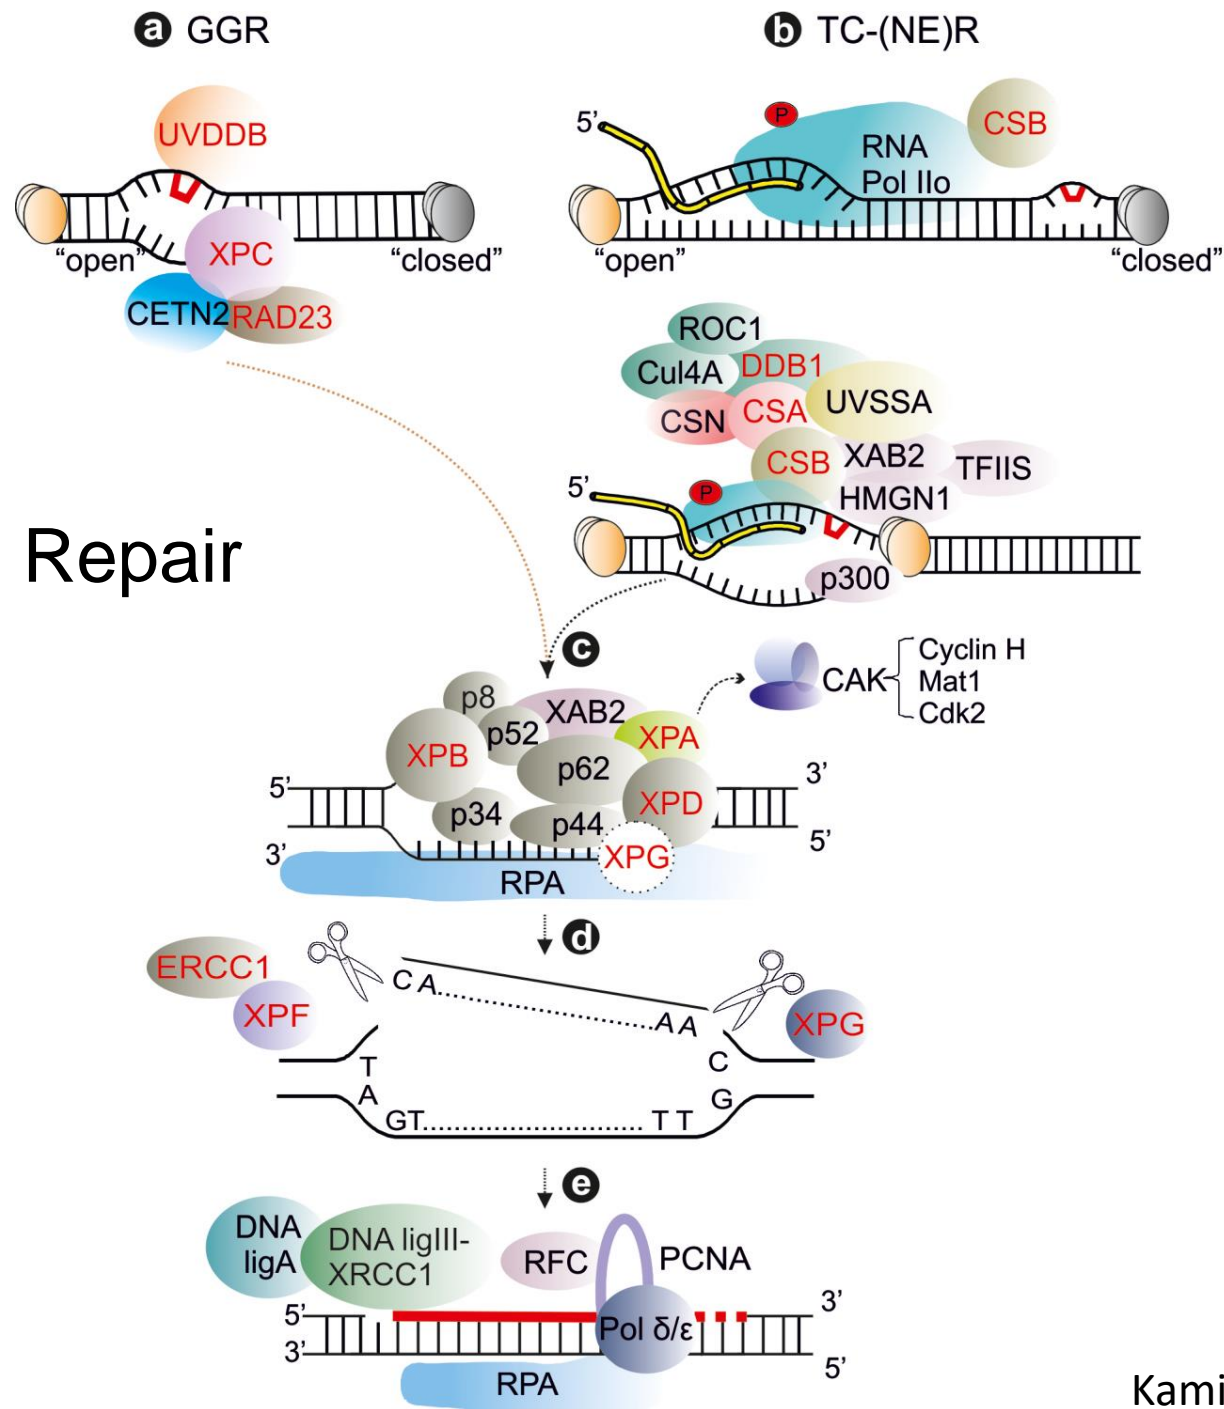 a GGR
UVDDB
"open"
XPC
"closed"
CETN2
RAD23
b TC-(NE)R
5'
P
RNA
Pol IIo
CSB
"open"
"closed"
ROC1
Cul4A
DDB1
CSN
CSA
UVSSA
CSB
XAB2
TFIIS
HMGN1
5'
P
p300
Repair
c
CAK
Cyclin H
Mat1
Cdk2
p8
p52
XAB2
XPA
XPB
p62
XPD
p34
p44
XPG
5'
3'
3'
5'
RPA
d
ERCC1
XPF
XPG
CA
AA
T
C
A
G
GT
TT
e
DNA
ligA
DNA ligIII-
XRCC1
RFC
PCNA
Pol δ/ε
5'
3'
3'
5'
RPA
Kami